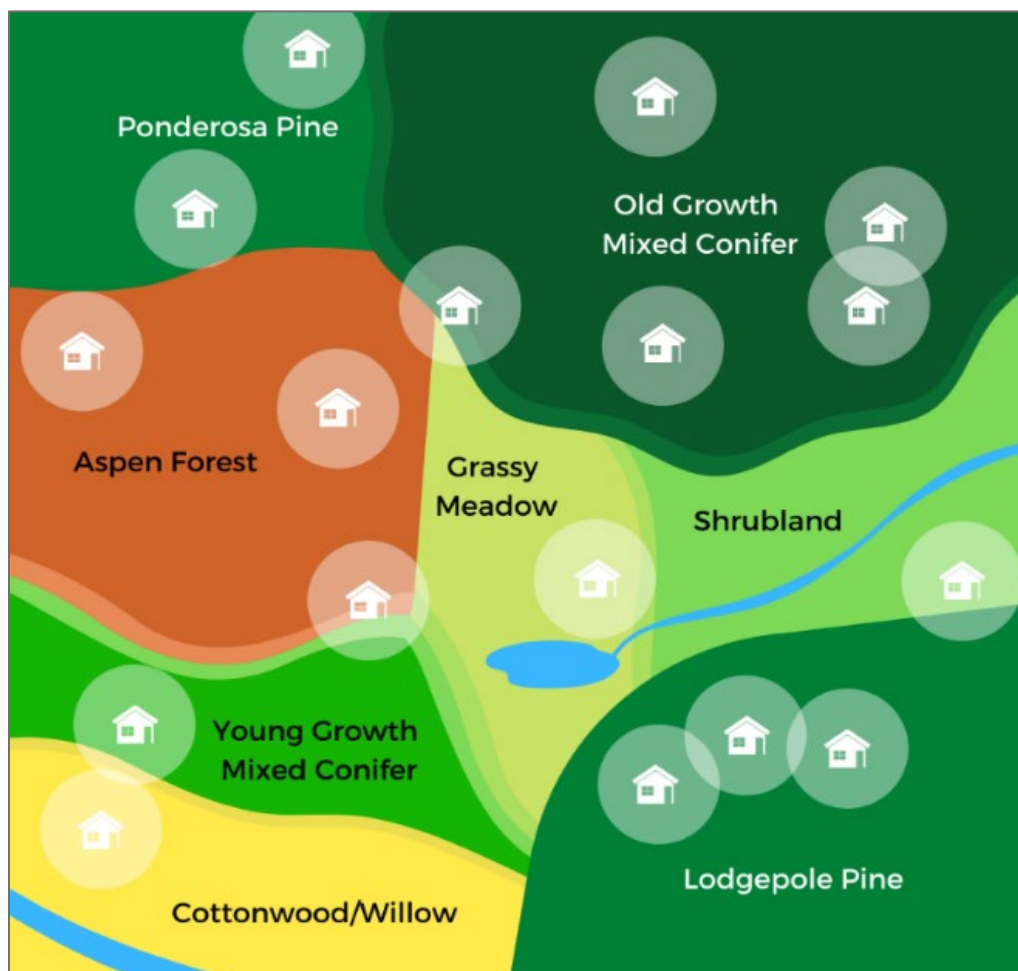 Ponderosa Pine
Old Growth
Mixed Conifer
Aspen Forest
Grassy
Meadow
Shrubland
Young Growth
Mixed Conifer
Lodgepole Pine
Cottonwood/Willow